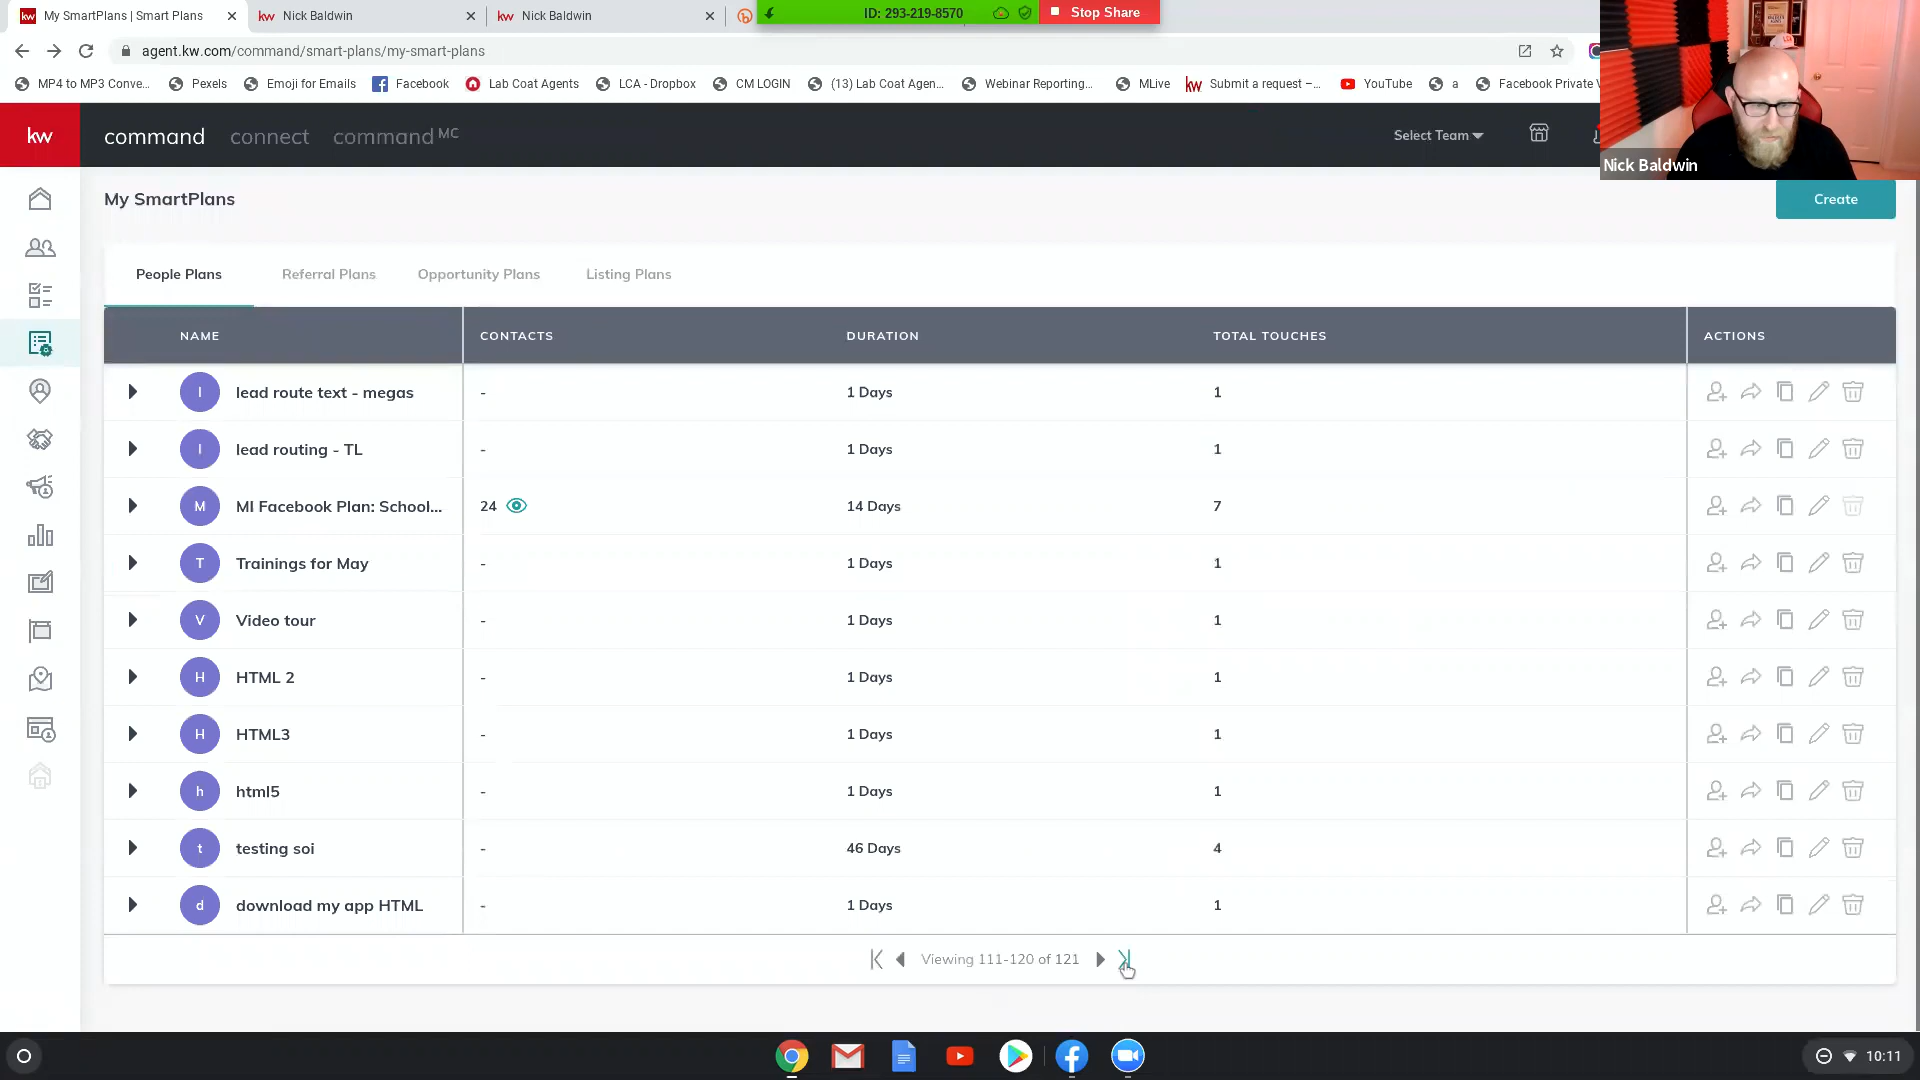 kw My SmartPlans | Smart Plans
kw Nick Baldwin
kw Nick Baldwin
ID: 293-219-8570
Stop Share
agent.kw.com/command/smart-plans/my-smart-plans
MP4 to MP3 Conve...
Pexels
Emoji for Emails
Facebook
Lab Coat Agents
LCA - Dropbox
CM LOGIN
(13) Lab Coat Agen...
Webinar Reporting...
MLive
kw Submit a request –...
YouTube
a
Facebook Private V
kw
command connect command MC
Select Team
Nick Baldwin
My SmartPlans
Create
People Plans Referral Plans Opportunity Plans Listing Plans
NAME CONTACTS DURATION TOTAL TOUCHES ACTIONS
l lead route text - megas - 1 Days 1
l lead routing - TL - 1 Days 1
M MI Facebook Plan: School... 24 14 Days 7
T Trainings for May - 1 Days 1
V Video tour - 1 Days 1
H HTML 2 - 1 Days 1
H HTML3 - 1 Days 1
h html5 - 1 Days 1
t testing soi - 46 Days 4
d download my app HTML - 1 Days 1
Viewing 111-120 of 121
10:11